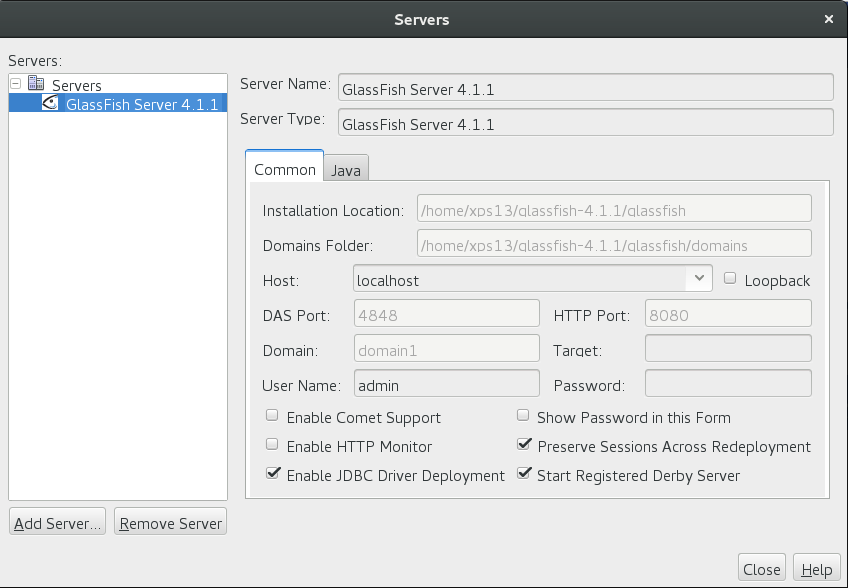 Servers
Servers:
Servers
GlassFish Server 4.1.1
Server Name: GlassFish Server 4.1.1
Server Type: GlassFish Server 4.1.1
Common Java
Installation Location: /home/xps13/glassfish-4.1.1/glassfish
Domains Folder: /home/xps13/glassfish-4.1.1/glassfish/domains
Host: localhost Loopback
DAS Port: 4848 HTTP Port: 8080
Domain: domain1 Target:
User Name: admin Password:
Enable Comet Support Show Password in this Form
Enable HTTP Monitor Preserve Sessions Across Redeployment
Enable JDBC Driver Deployment Start Registered Derby Server
Add Server... Remove Server
Close Help